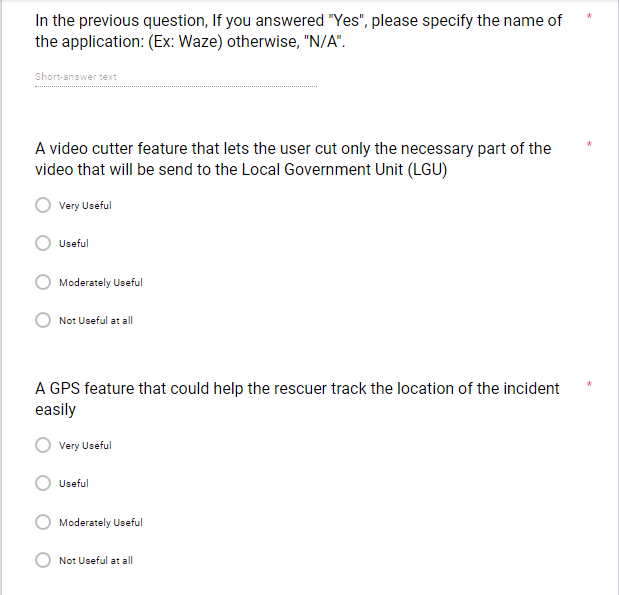 In the previous question, If you answered "Yes", please specify the name of *
the application: (Ex: Waze) otherwise, "N/A".
Short-answer text
A video cutter feature that lets the user cut only the necessary part of the *
video that will be send to the Local Government Unit (LGU)
Very Useful
Useful
Moderately Useful
Not Useful at all
A GPS feature that could help the rescuer track the location of the incident *
easily
Very Useful
Useful
Moderately Useful
Not Useful at all